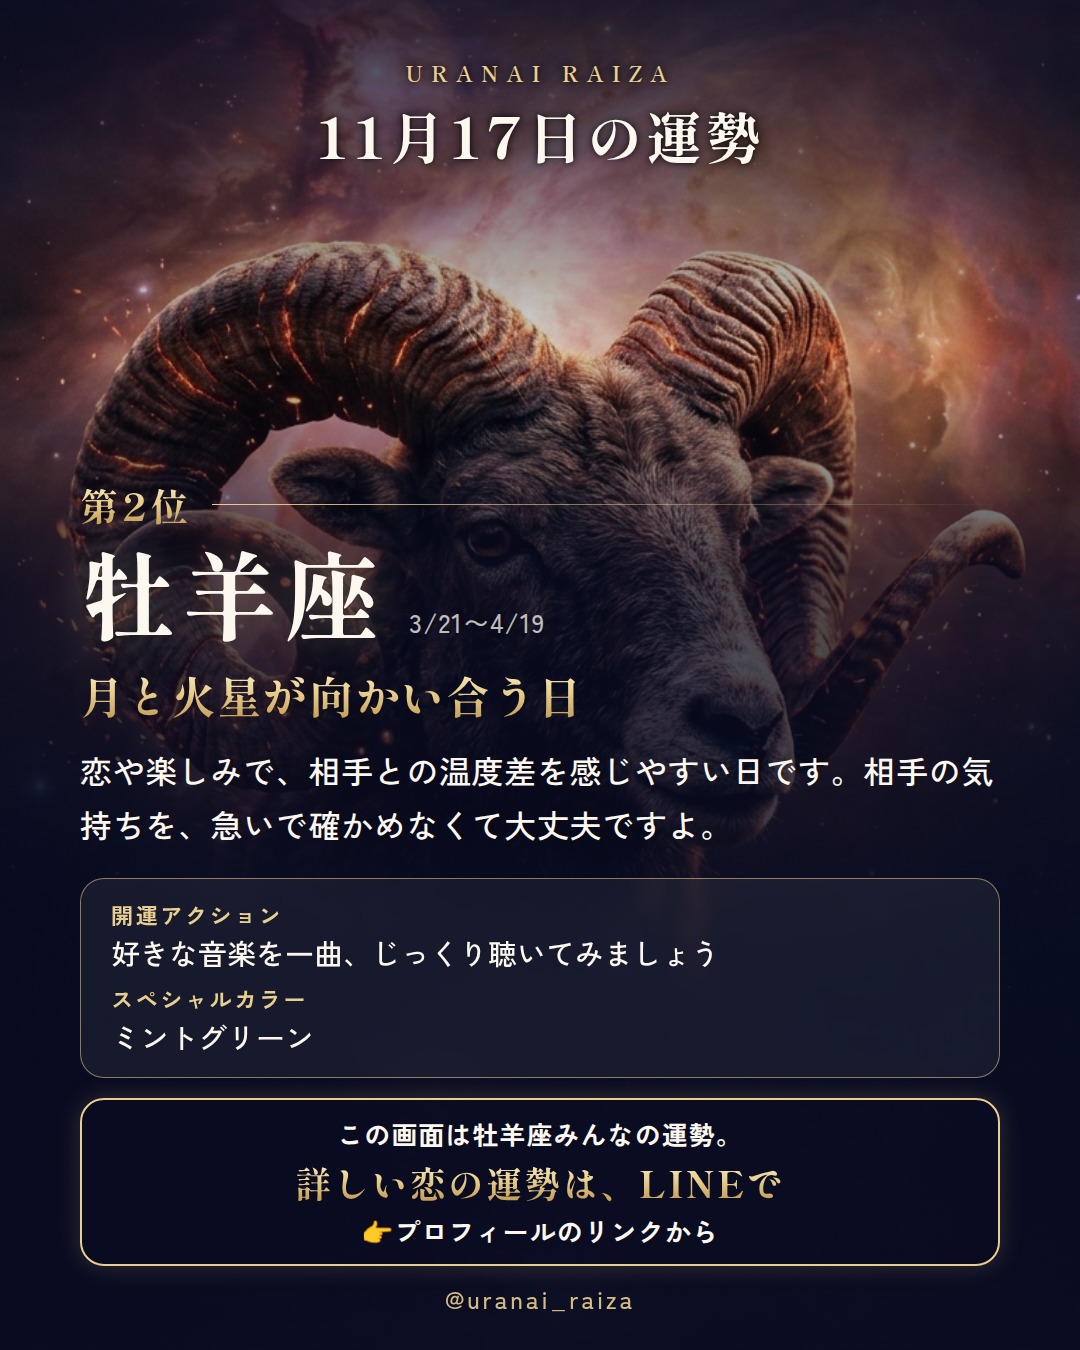 URANAI RAIZA
11月17日の運勢
第2位
牡羊座 3/21〜4/19
月と火星が向かい合う日
恋や楽しみで、相手との温度差を感じやすい日です。相手の気
持ちを、急いで確かめなくて大丈夫ですよ。
開運アクション
好きな音楽を一曲、じっくり聴いてみましょう
スペシャルカラー
ミントグリーン
この画面は牡羊座みんなの運勢。
詳しい恋の運勢は、LINEで
👉プロフィールのリンクから
@uranai_raiza